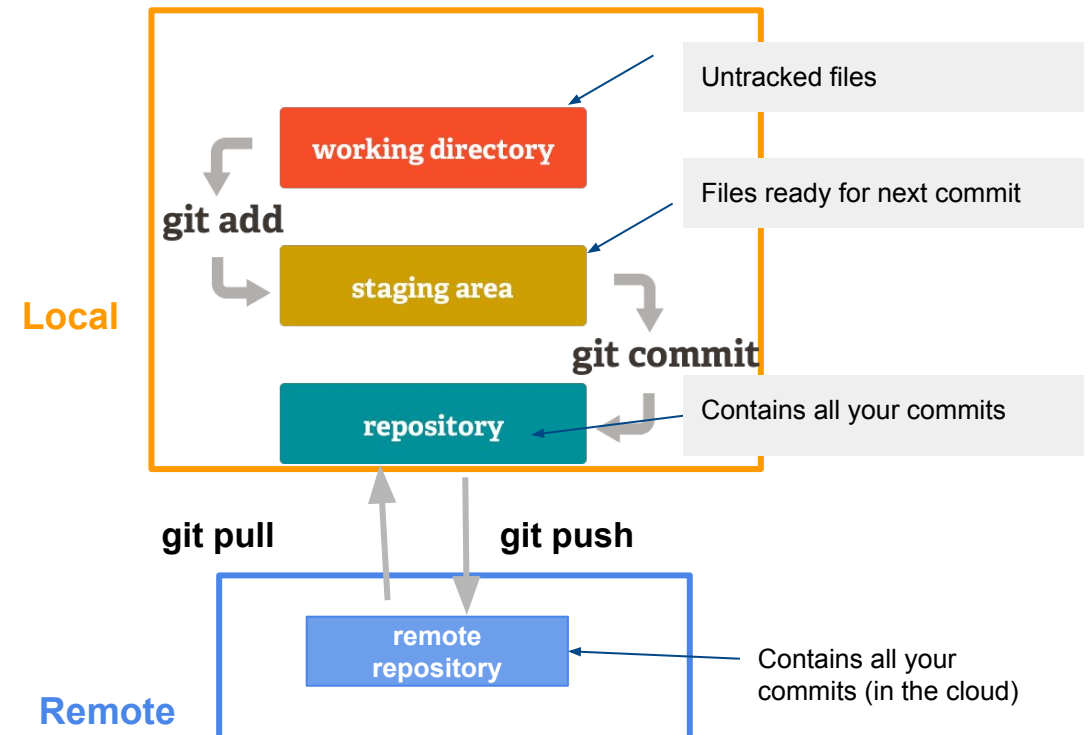 Untracked files
working directory
Files ready for next commit
git add
staging area
Local
git commit
Contains all your commits
repository
git pull
git push
remote
repository
Contains all your
commits (in the cloud)
Remote